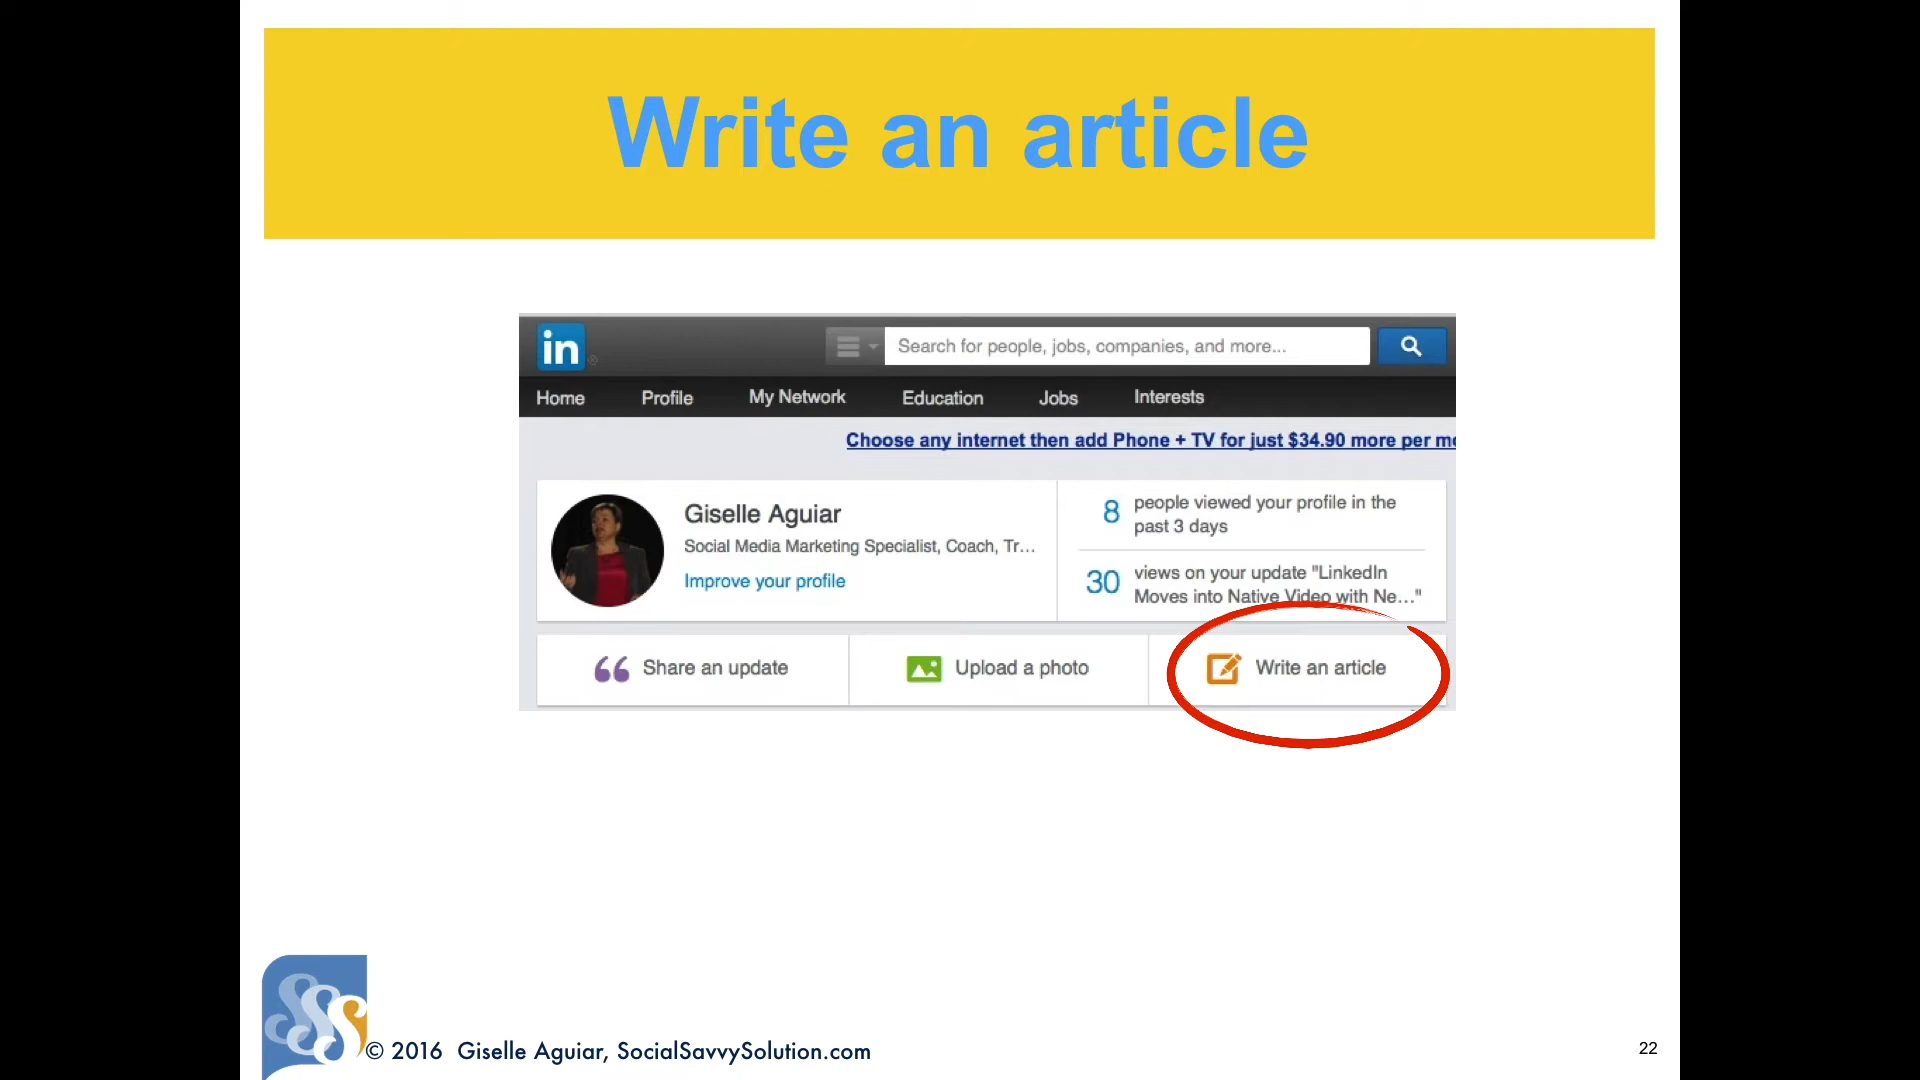 Write an article
in
Search for people, jobs, companies, and more...
Home Profile My Network Education Jobs Interests
Choose any internet then add Phone + TV for just $34.90 more per
Giselle Aguiar
Social Media Marketing Specialist, Coach, Tr...
Improve your profile
8 people viewed your profile in the
past 3 days
30 views on your update "LinkedIn
Moves into Native Video with Ne..."
Share an update
Upload a photo
Write an article
SSS
© 2016 Giselle Aguiar, SocialSavvySolution.com
22